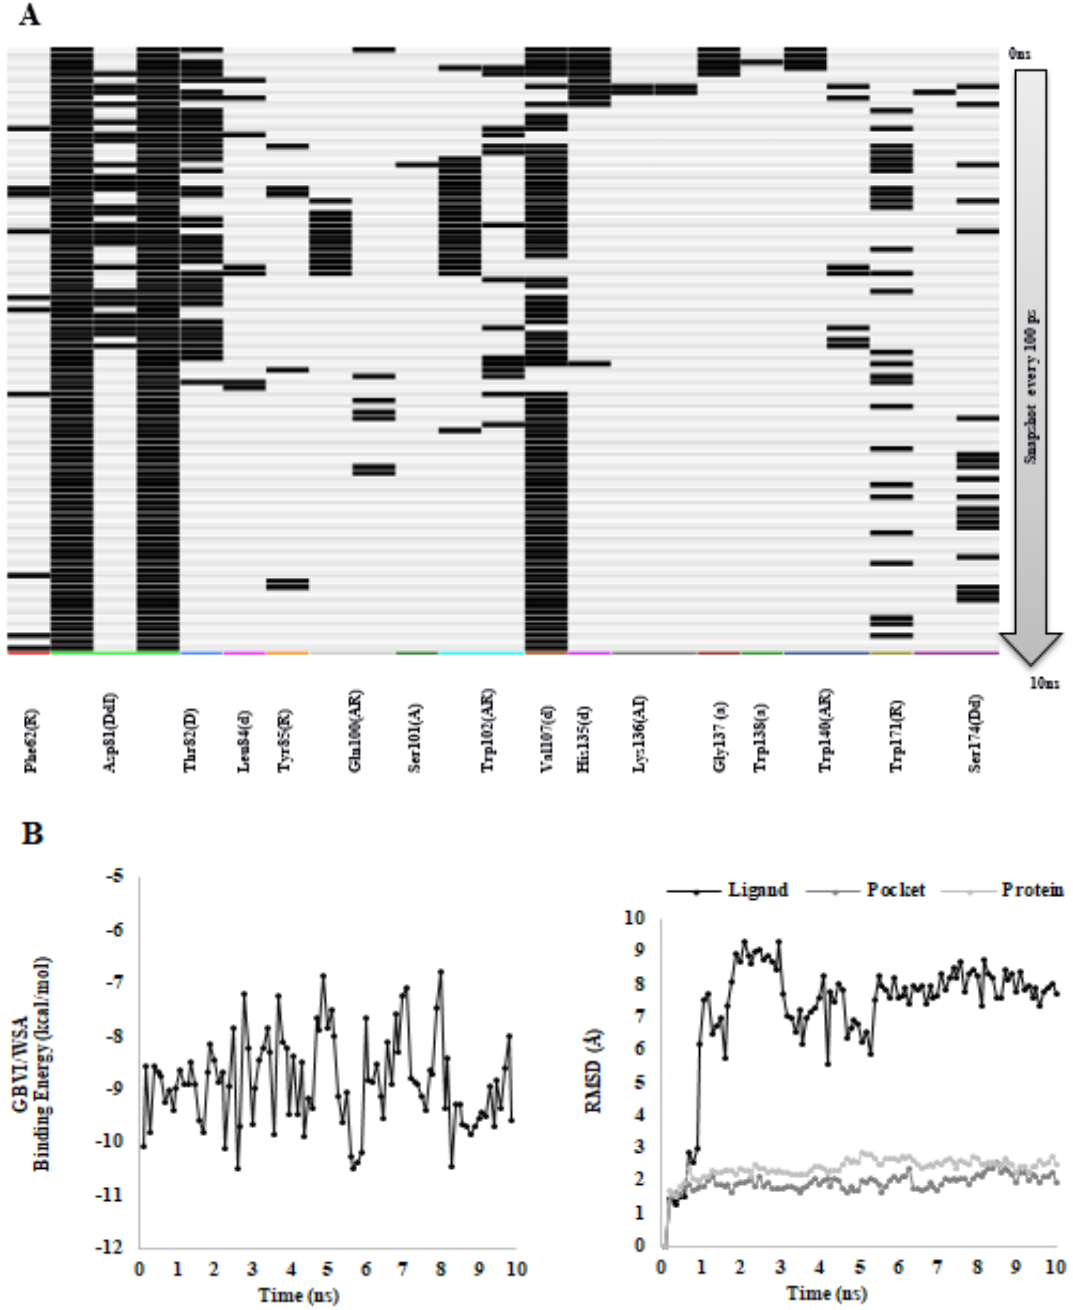 A
0ns
Snapshot every 100 ps
10ns
Phe62(R)
Asp81(DdI)
Thr82(D)
Leu84(d)
Tyr85(R)
Gln100(AR)
Ser101(A)
Trp102(AR)
Val107(d)
His135(d)
Lys136(AI)
Gly137 (a)
Trp138(a)
Trp140(AR)
Trp171(R)
Ser174(Dd)
B
GBVI/WSA
Binding Energy (kcal/mol)
-5
-6
-7
-8
-9
-10
-11
-12
0 1 2 3 4 5 6 7 8 9 10
Time (ns)
Ligand Pocket Protein
RMSD (Å)
10
9
8
7
6
5
4
3
2
1
0
0 1 2 3 4 5 6 7 8 9 10
Time (ns)